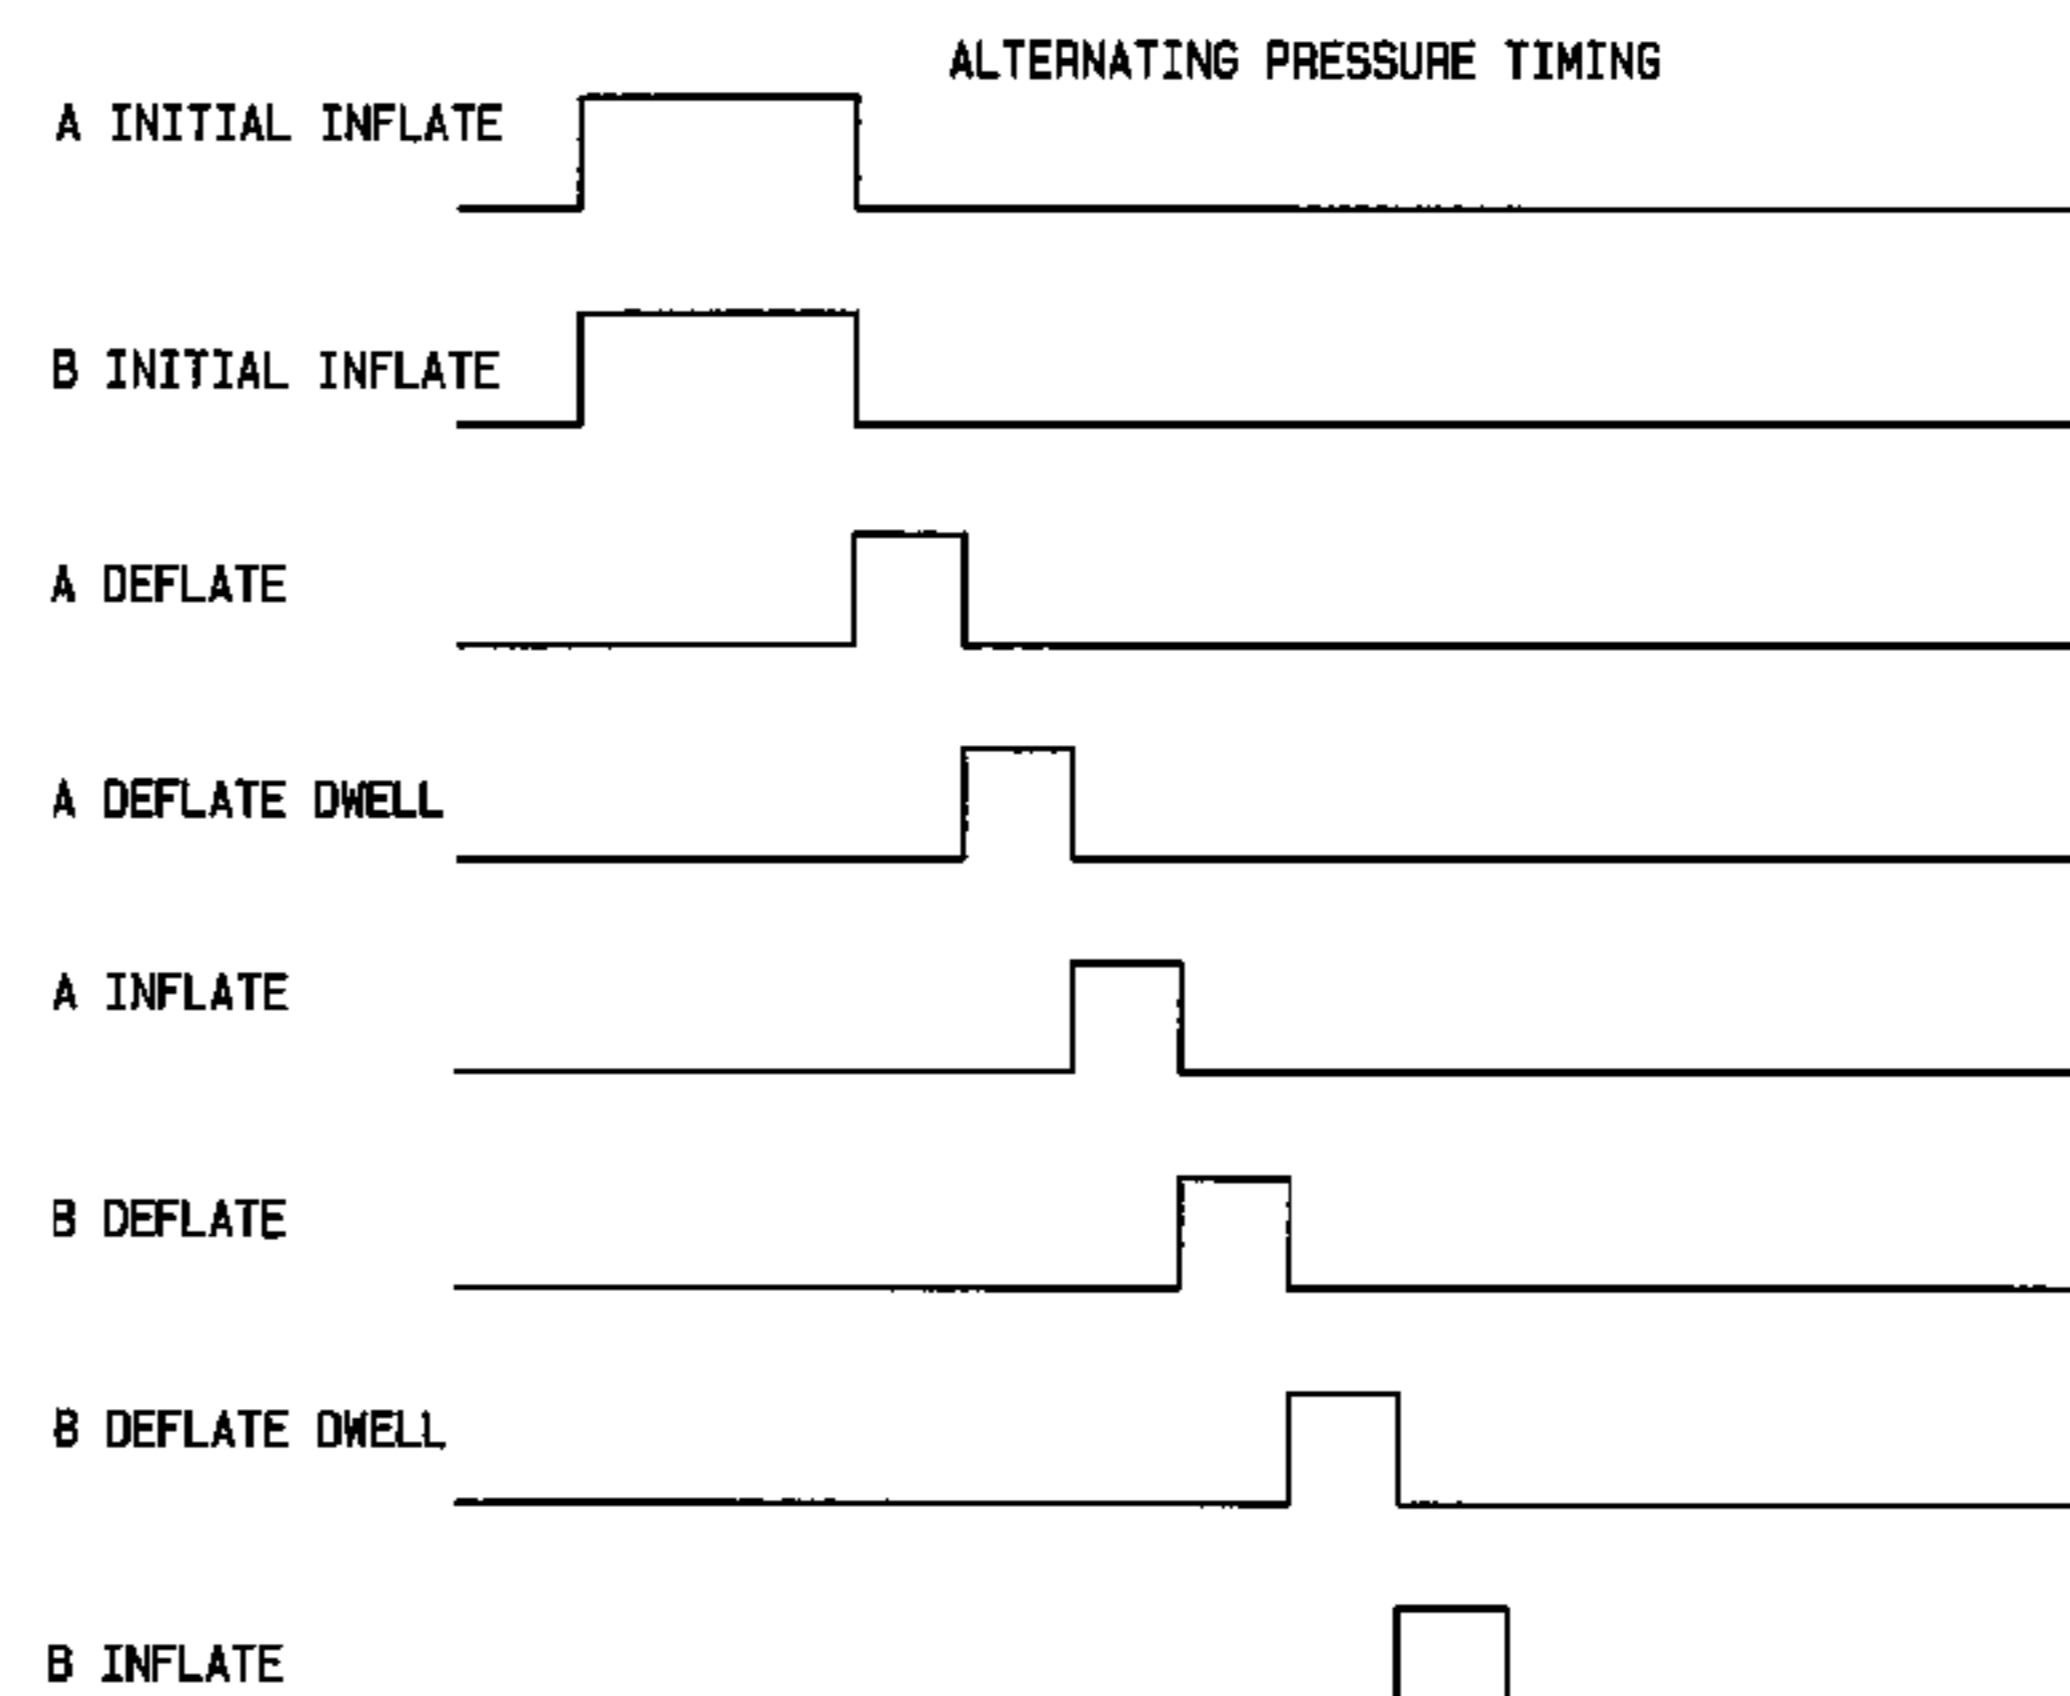 ALTERNATING PRESSURE TIMING
A INITIAL INFLATE
B INITIAL INFLATE
A DEFLATE
A DEFLATE DWELL
A INFLATE
B DEFLATE
B DEFLATE DWELL
B INFLATE